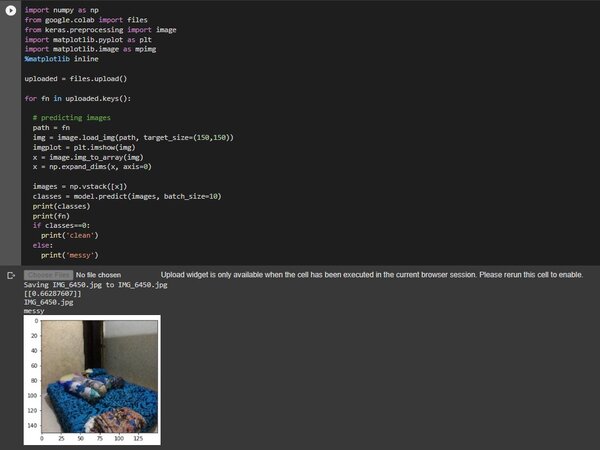 import numpy as np
from google.colab import files
from keras.preprocessing import image
import matplotlib.pyplot as plt
import matplotlib.image as mpimg
%matplotlib inline
uploaded = files.upload()
for fn in uploaded.keys():
# predicting images
path = fn
img = image.load_img(path, target_size=(150,150))
imgplot = plt.imshow(img)
x = image.img_to_array(img)
x = np.expand_dims(x, axis=0)
images = np.vstack([x])
classes = model.predict(images, batch_size=10)
print(classes)
print(fn)
if classes==0:
print('clean')
else:
print('messy')
Choose Files No file chosen Upload widget is only available when the cell has been executed in the current browser session. Please rerun this cell to enable.
Saving IMG_6450.jpg to IMG_6450.jpg
[[0.66287607]]
IMG_6450.jpg
messy
0
20
40
60
80
100
120
140
0 25 50 75 100 125